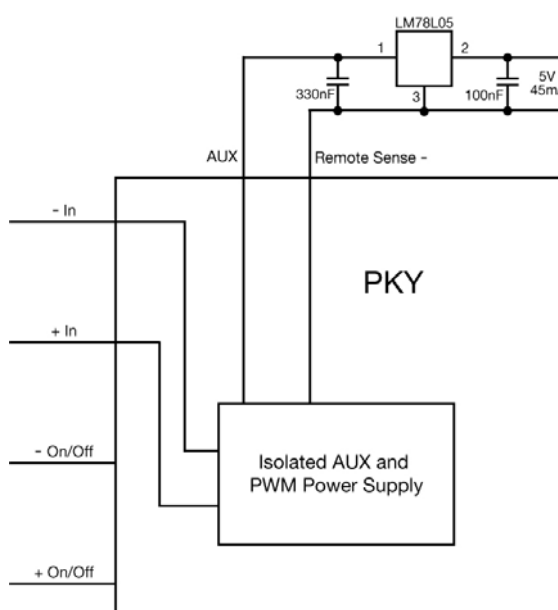 LM78L05
1
2
3
330nF
100nF
5V
45m
AUX
Remote Sense -
- In
PKY
+ In
- On/Off
Isolated AUX and
PWM Power Supply
+ On/Off